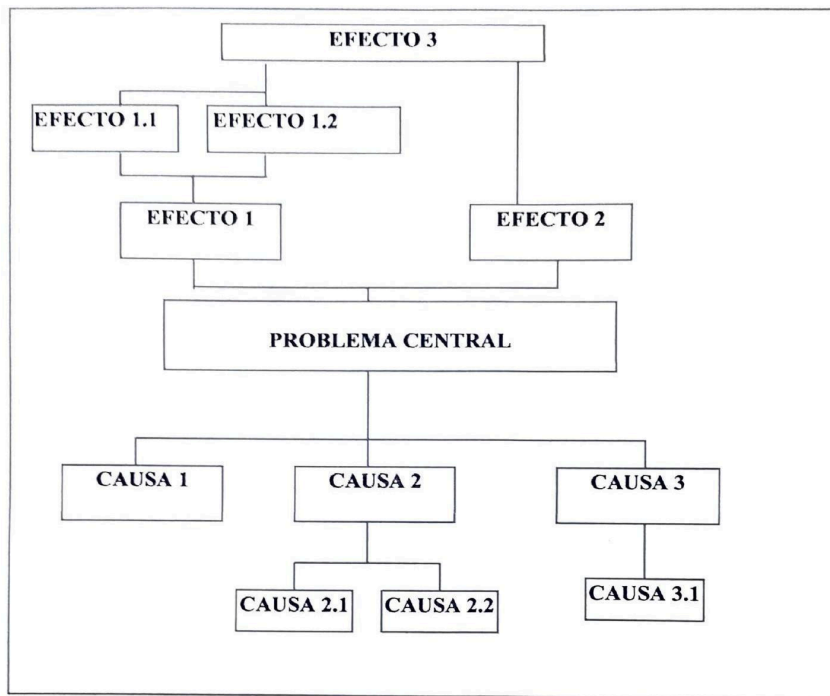 EFECTO 3
EFECTO 1.1
EFECTO 1.2
EFECTO 1
EFECTO 2
PROBLEMA CENTRAL
CAUSA 1
CAUSA 2
CAUSA 3
CAUSA 2.1
CAUSA 2.2
CAUSA 3.1